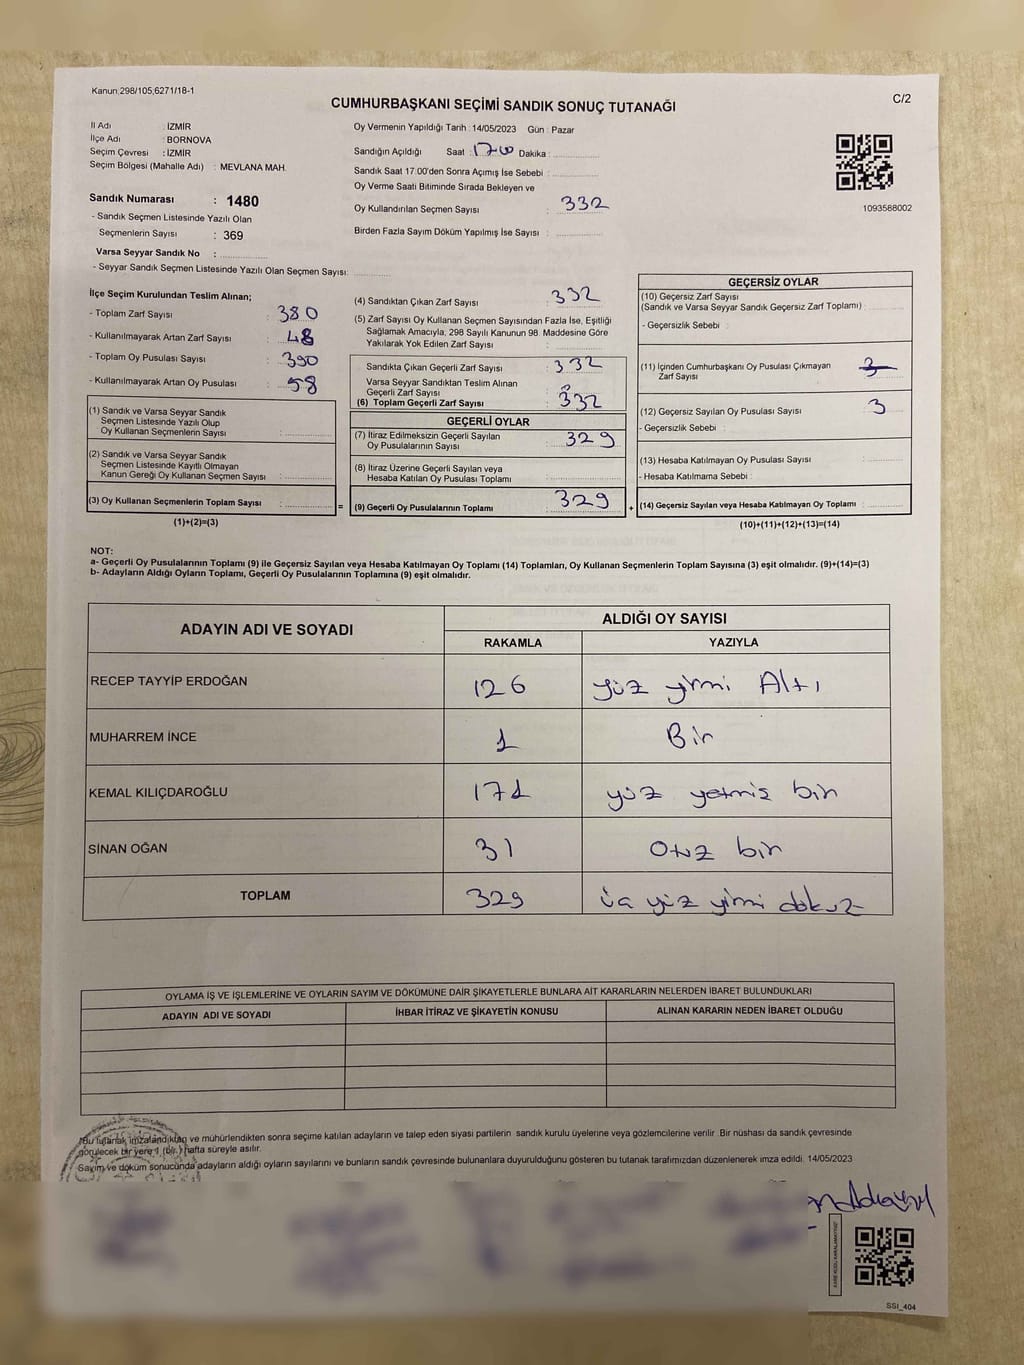 Kanun;298/105,6271/18-1
C/2
CUMHURBAŞKANI SEÇİMİ SANDIK SONUÇ TUTANAĞI
İl Adı : İZMİR
İlçe Adı : BORNOVA
Seçim Çevresi : İZMİR
Seçim Bölgesi (Mahalle Adı) : MEVLANA MAH.
Sandık Numarası : 1480
- Sandık Seçmen Listesinde Yazılı Olan
Seçmenlerin Sayısı : 369
Varsa Seyyar Sandık No :
- Seyyar Sandık Seçmen Listesinde Yazılı Olan Seçmen Sayısı:
Oy Vermenin Yapıldığı Tarih : 14/05/2023 Gün : Pazar
Sandığın Açıldığı Saat : 17:00 Dakika :
Sandık Saat 17.00'den Sonra Açımış İse Sebebi :
Oy Verme Saati Bitiminde Sırada Bekleyen ve
Oy Kullandırılan Seçmen Sayısı : 332
Birden Fazla Sayım Döküm Yapılmış İse Sayısı :
1093588002
İlçe Seçim Kurulundan Teslim Alınan;
- Toplam Zarf Sayısı : 380
- Kullanılmayarak Artan Zarf Sayısı : 48
- Toplam Oy Pusulası Sayısı : 390
- Kullanılmayarak Artan Oy Pusulası : 58
(1) Sandık ve Varsa Seyyar Sandık
Seçmen Listesinde Yazılı Olup
Oy Kullanan Seçmenlerin Sayısı :
(2) Sandık ve Varsa Seyyar Sandık
Seçmen Listesinde Kayıtlı Olmayan
Kanun Gereği Oy Kullanan Seçmen Sayısı :
(3) Oy Kullanan Seçmenlerin Toplam Sayısı : =
(1)+(2)=(3)
(4) Sandıktan Çıkan Zarf Sayısı : 332
(5) Zarf Sayısı Oy Kullanan Seçmen Sayısından Fazla İse, Eşitliği
Sağlamak Amacıyla, 298 Sayılı Kanunun 98. Maddesine Göre
Yakılarak Yok Edilen Zarf Sayısı :
Sandıkta Çıkan Geçerli Zarf Sayısı : 332
Varsa Seyyar Sandıktan Teslim Alınan
Geçerli Zarf Sayısı : 0
(6) Toplam Geçerli Zarf Sayısı : 332
GEÇERLİ OYLAR
(7) İtiraz Edilmeksizin Geçerli Sayılan
Oy Pusulalarının Sayısı : 329
(8) İtiraz Üzerine Geçerli Sayılan veya
Hesaba Katılan Oy Pusulası Toplamı :
(9) Geçerli Oy Pusulalarının Toplamı : 329 +
GEÇERSİZ OYLAR
(10) Geçersiz Zarf Sayısı
(Sandık ve Varsa Seyyar Sandık Geçersiz Zarf Toplamı) :
- Geçersizlik Sebebi :
(11) İçinden Cumhurbaşkanı Oy Pusulası Çıkmayan
Zarf Sayısı : 3
(12) Geçersiz Sayılan Oy Pusulası Sayısı : 3
- Geçersizlik Sebebi :
(13) Hesaba Katılmayan Oy Pusulası Sayısı :
- Hesaba Katılmama Sebebi :
(14) Geçersiz Sayılan veya Hesaba Katılmayan Oy Toplamı :
(10)+(11)+(12)+(13)=(14)
NOT:
a- Geçerli Oy Pusulalarının Toplamı (9) ile Geçersiz Sayılan veya Hesaba Katılmayan Oy Toplamı (14) Toplamları, Oy Kullanan Seçmenlerin Toplam Sayısına (3) eşit olmalıdır. (9)+(14)=(3)
b- Adayların Aldığı Oyların Toplamı, Geçerli Oy Pusulalarının Toplamına (9) eşit olmalıdır.
ADAYIN ADI VE SOYADI
ALDIĞI OY SAYISI
RAKAMLA YAZIYLA
RECEP TAYYİP ERDOĞAN 126 yüz yirmi Altı
MUHARREM İNCE 1 Bir
KEMAL KILIÇDAROĞLU 171 yüz yetmiş bir
SİNAN OĞAN 31 Otuz bir
TOPLAM 329 üç yüz yirmi dokuz
OYLAMA İŞ VE İŞLEMLERİNE VE OYLARIN SAYIM VE DÖKÜMÜNE DAİR ŞİKAYETLERLE BUNLARA AİT KARARLARIN NELERDEN İBARET BULUNDUKLARI
ADAYIN ADI VE SOYADI İHBAR İTİRAZ VE ŞİKAYETİN KONUSU ALINAN KARARIN NEDEN İBARET OLDUĞU
*Bu tutanak imzalandıktan ve mühürlendikten sonra seçime katılan adayların ve talep eden siyasi partilerin sandık kurulu üyelerine veya gözlemcilerine verilir. Bir nüshası da sandık çevresinde
görülecek bir yere 1 (bir) hafta süreyle asılır.
Sayım ve döküm sonucunda adayların aldığı oyların sayılarını ve bunların sandık çevresinde bulunanlara duyurulduğunu gösteren bu tutanak tarafımızdan düzenlenerek imza edildi. 14/05/2023
KARE KODU KARALAMAYINIZ!
SSI_404